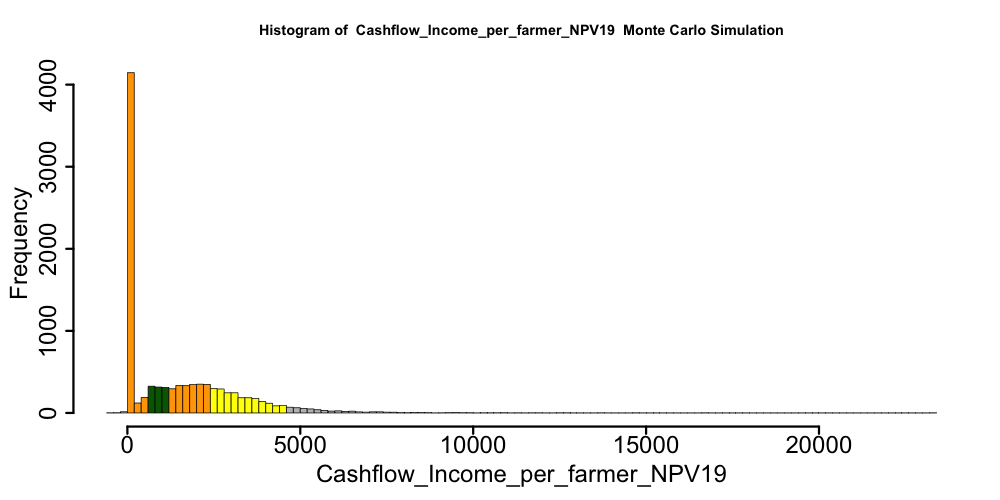 Histogram of  Cashflow_Income_per_farmer_NPV19  Monte Carlo Simulation
Frequency
4000
3000
2000
1000
0
0 5000 10000 15000 20000
Cashflow_Income_per_farmer_NPV19